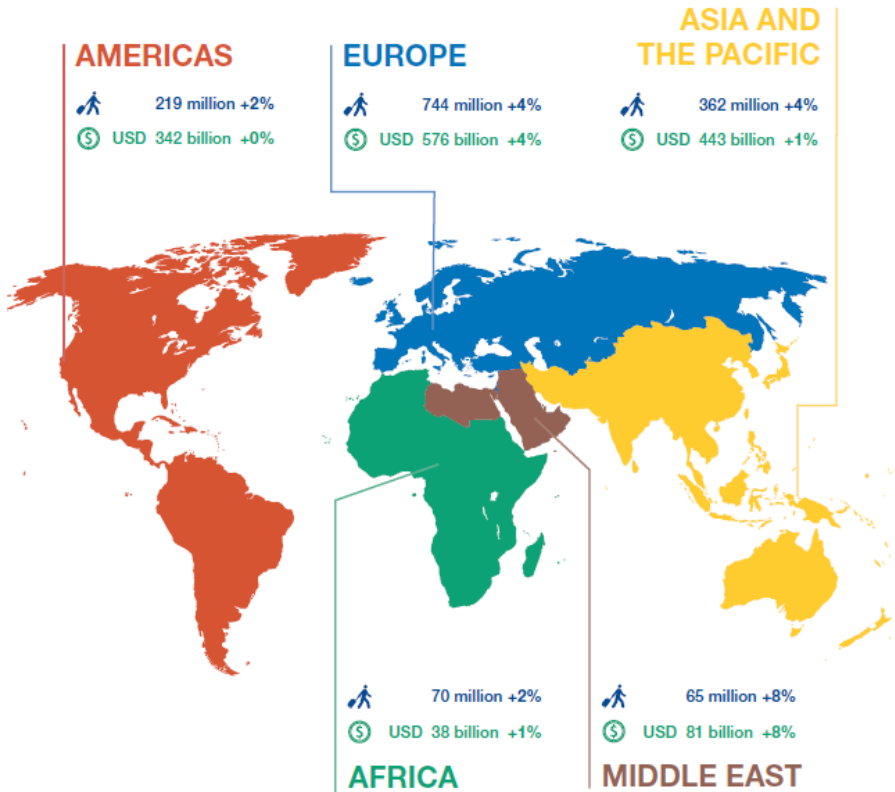 AMERICAS
219 million +2%
USD 342 billion +0%
EUROPE
744 million +4%
USD 576 billion +4%
ASIA AND
THE PACIFIC
362 million +4%
USD 443 billion +1%
70 million +2%
USD 38 billion +1%
AFRICA
65 million +8%
USD 81 billion +8%
MIDDLE EAST